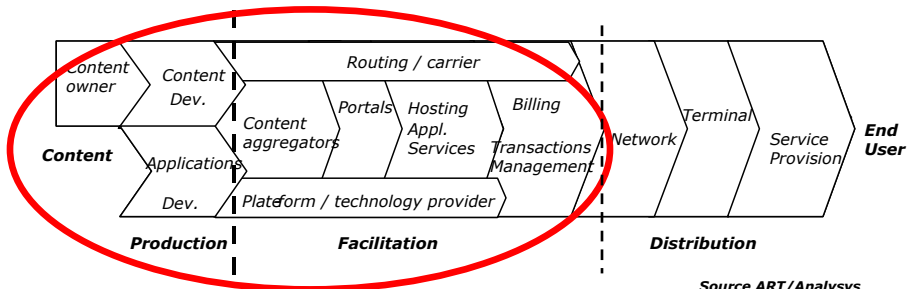 Content
owner
Content
Dev.
Routing / carrier
Content
aggregators
Portals
Hosting
Appl.
Services
Billing
Transactions
Management
Network
Terminal
Service
Provision
End
User
Content
Applications
Dev.
Plateform / technology provider
Production
Facilitation
Distribution
Source ART/Analysys